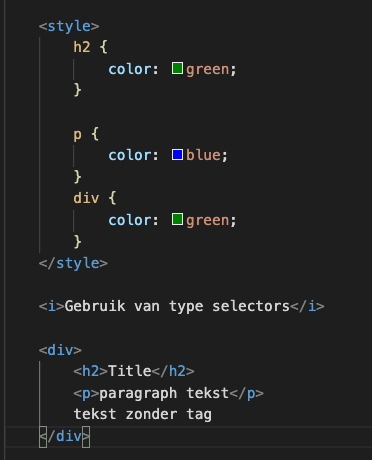 <style>
h2 {
color: green;
}
p {
color: blue;
}
div {
color: green;
}
</style>
<i>Gebruik van type selectors</i>
<div>
<h2>Title</h2>
<p>paragraph tekst</p>
tekst zonder tag
</div>